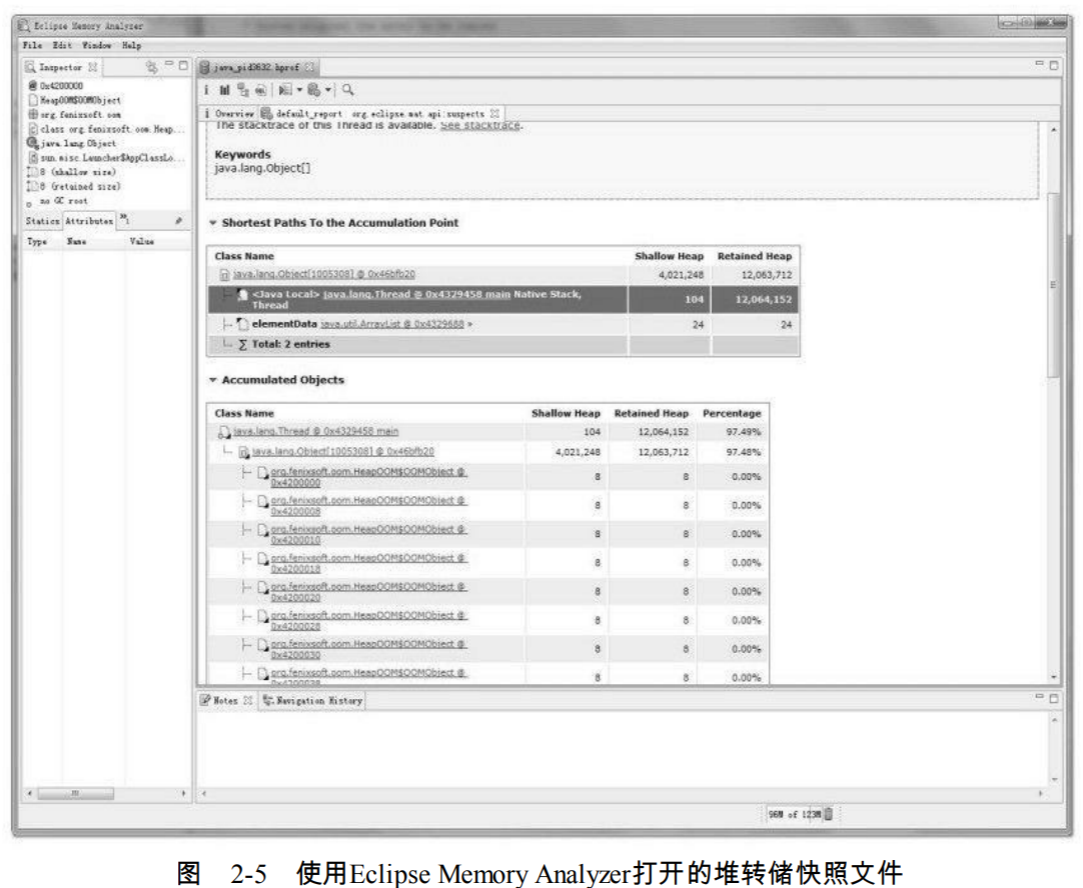 Eclipse Memory Analyzer
File Edit Window Help
Inspector
0x4200000
HeapOOM$OOMObject
org.fenixsoft.oom
class org.fenixsoft.oom.Heap...
java.lang.Object
sun.misc.Launcher$AppClassLo...
8 (shallow size)
8 (retained size)
no GC root
Statics Attributes
Type Name Value
java_pid3632.hprof
i Overview default_report org.eclipse.mat.api:suspects
The stacktrace of this Thread is available. See stacktrace.
Keywords
java.lang.Object[]
Shortest Paths To the Accumulation Point
Class Name Shallow Heap Retained Heap
java.lang.Object[1005308] @ 0x46bfb20 4,021,248 12,063,712
<Java Local> java.lang.Thread @ 0x4329458 main Native Stack, 104 12,064,152
Thread
elementData java.util.ArrayList @ 0x4329688 » 24 24
∑ Total: 2 entries
Accumulated Objects
Class Name Shallow Heap Retained Heap Percentage
java.lang.Thread @ 0x4329458 main 104 12,064,152 97.49%
java.lang.Object[1005308] @ 0x46bfb20 4,021,248 12,063,712 97.48%
org.fenixsoft.oom.HeapOOM$OOMObject @ 8 8 0.00%
0x4200000
org.fenixsoft.oom.HeapOOM$OOMObject @ 8 8 0.00%
0x4200008
org.fenixsoft.oom.HeapOOM$OOMObject @ 8 8 0.00%
0x4200010
org.fenixsoft.oom.HeapOOM$OOMObject @ 8 8 0.00%
0x4200018
org.fenixsoft.oom.HeapOOM$OOMObject @ 8 8 0.00%
0x4200020
org.fenixsoft.oom.HeapOOM$OOMObject @ 8 8 0.00%
0x4200028
org.fenixsoft.oom.HeapOOM$OOMObject @ 8 8 0.00%
0x4200030
org.fenixsoft.oom.HeapOOM$OOMObject @ 8 8 0.00%
0x4200038
Notes Navigation History
96M of 123M
图 2-5 使用Eclipse Memory Analyzer打开的堆转储快照文件